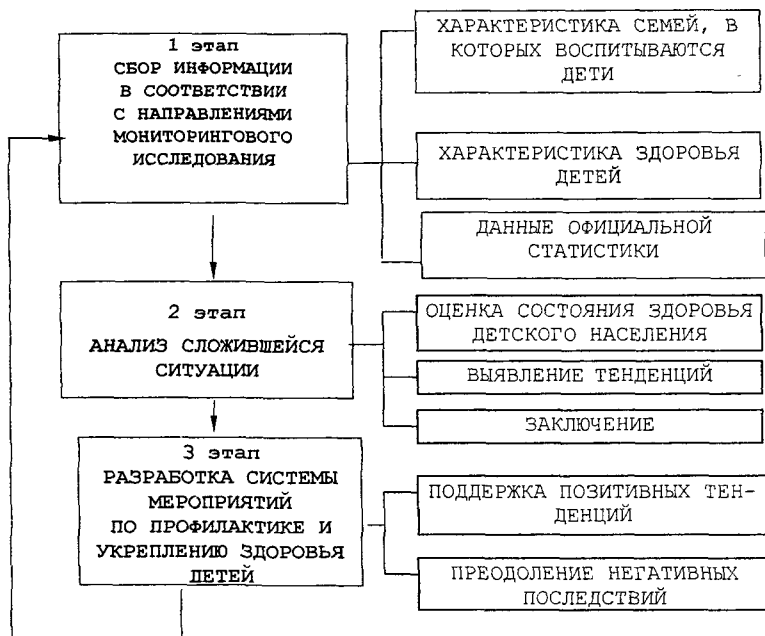 1 этап
СБОР ИНФОРМАЦИИ
В СООТВЕТСТВИИ
С НАПРАВЛЕНИЯМИ
МОНИТОРИНГОВОГО
ИССЛЕДОВАНИЯ
ХАРАКТЕРИСТИКА СЕМЕЙ, В
КОТОРЫХ ВОСПИТЫВАЮТСЯ
ДЕТИ
ХАРАКТЕРИСТИКА ЗДОРОВЬЯ
ДЕТЕЙ
ДАННЫЕ ОФИЦИАЛЬНОЙ
СТАТИСТИКИ
2 этап
АНАЛИЗ СЛОЖИВШЕЙСЯ
СИТУАЦИИ
ОЦЕНКА СОСТОЯНИЯ ЗДОРОВЬЯ
ДЕТСКОГО НАСЕЛЕНИЯ
ВЫЯВЛЕНИЕ ТЕНДЕНЦИЙ
ЗАКЛЮЧЕНИЕ
3 этап
РАЗРАБОТКА СИСТЕМЫ
МЕРОПРИЯТИЙ
ПО ПРОФИЛАКТИКЕ И
УКРЕПЛЕНИЮ ЗДОРОВЬЯ
ДЕТЕЙ
ПОДДЕРЖКА ПОЗИТИВНЫХ ТЕН-
ДЕНЦИЙ
ПРЕОДОЛЕНИЕ НЕГАТИВНЫХ
ПОСЛЕДСТВИЙ